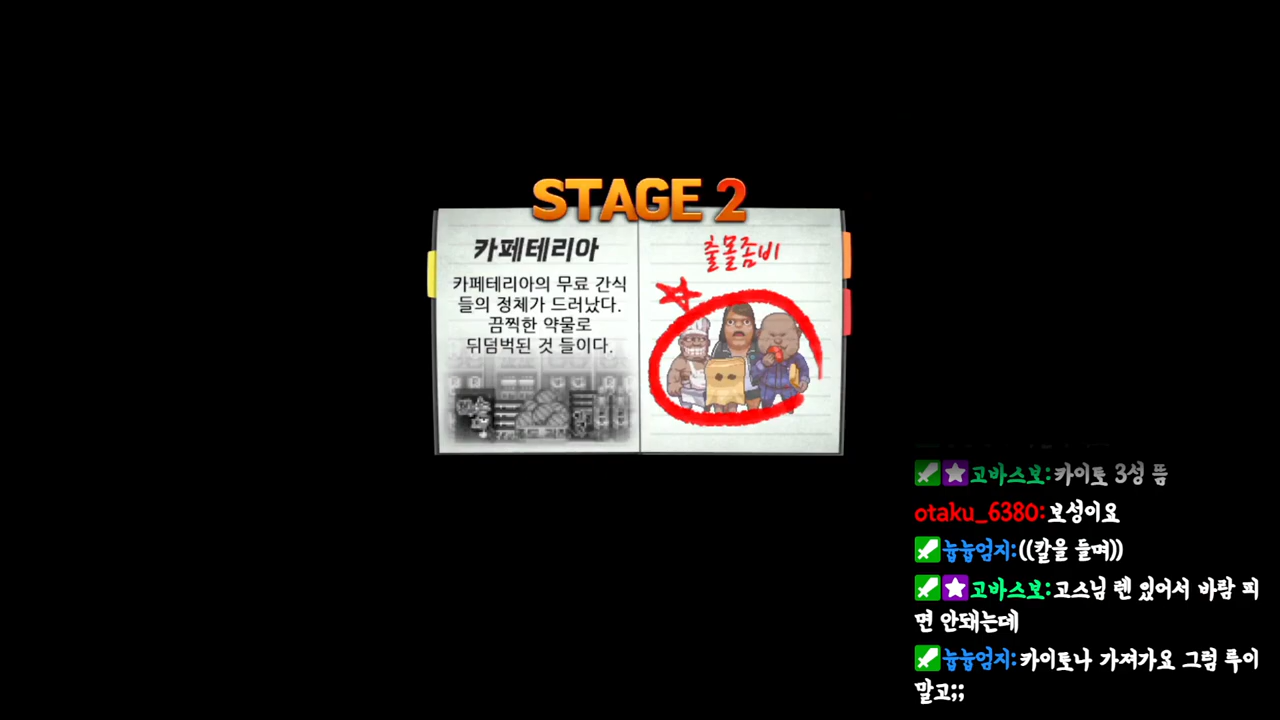 STAGE 2
카페테리아
카페테리아의 무료 간식
들의 정체가 드러났다.
끔찍한 약물로
뒤덤벅된 것 들이다.
출몰좀비
고바스보:카이토 3성 뜸
otaku_6380:보성이요
늉늉엄지:((칼을 들며))
고바스보:고스님 렌 있어서 바람 피
면 안돼는데
늉늉엄지:카이토나 가져가요 그럼 루이
말고;;